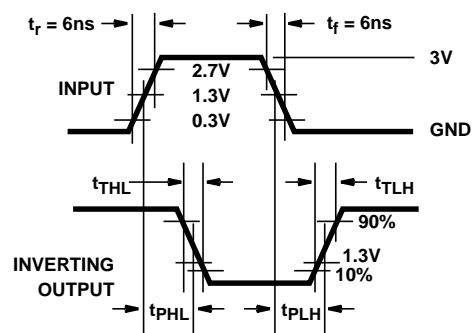 tr = 6ns
tf = 6ns
3V
2.7V
INPUT
1.3V
0.3V
GND
tTHL
tTLH
90%
1.3V
INVERTING
OUTPUT
10%
tPHL
tPLH